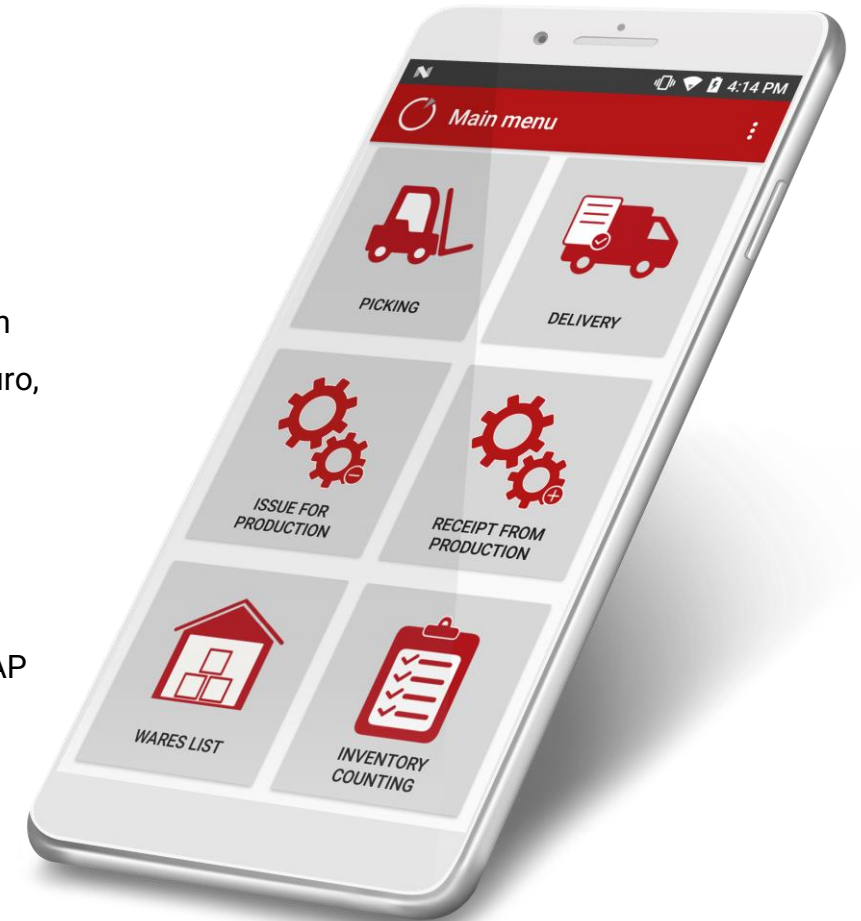 4:14 PM
Main menu
PICKING
DELIVERY
ISSUE FOR
PRODUCTION
RECEIPT FROM
PRODUCTION
WARES LIST
INVENTORY
COUNTING